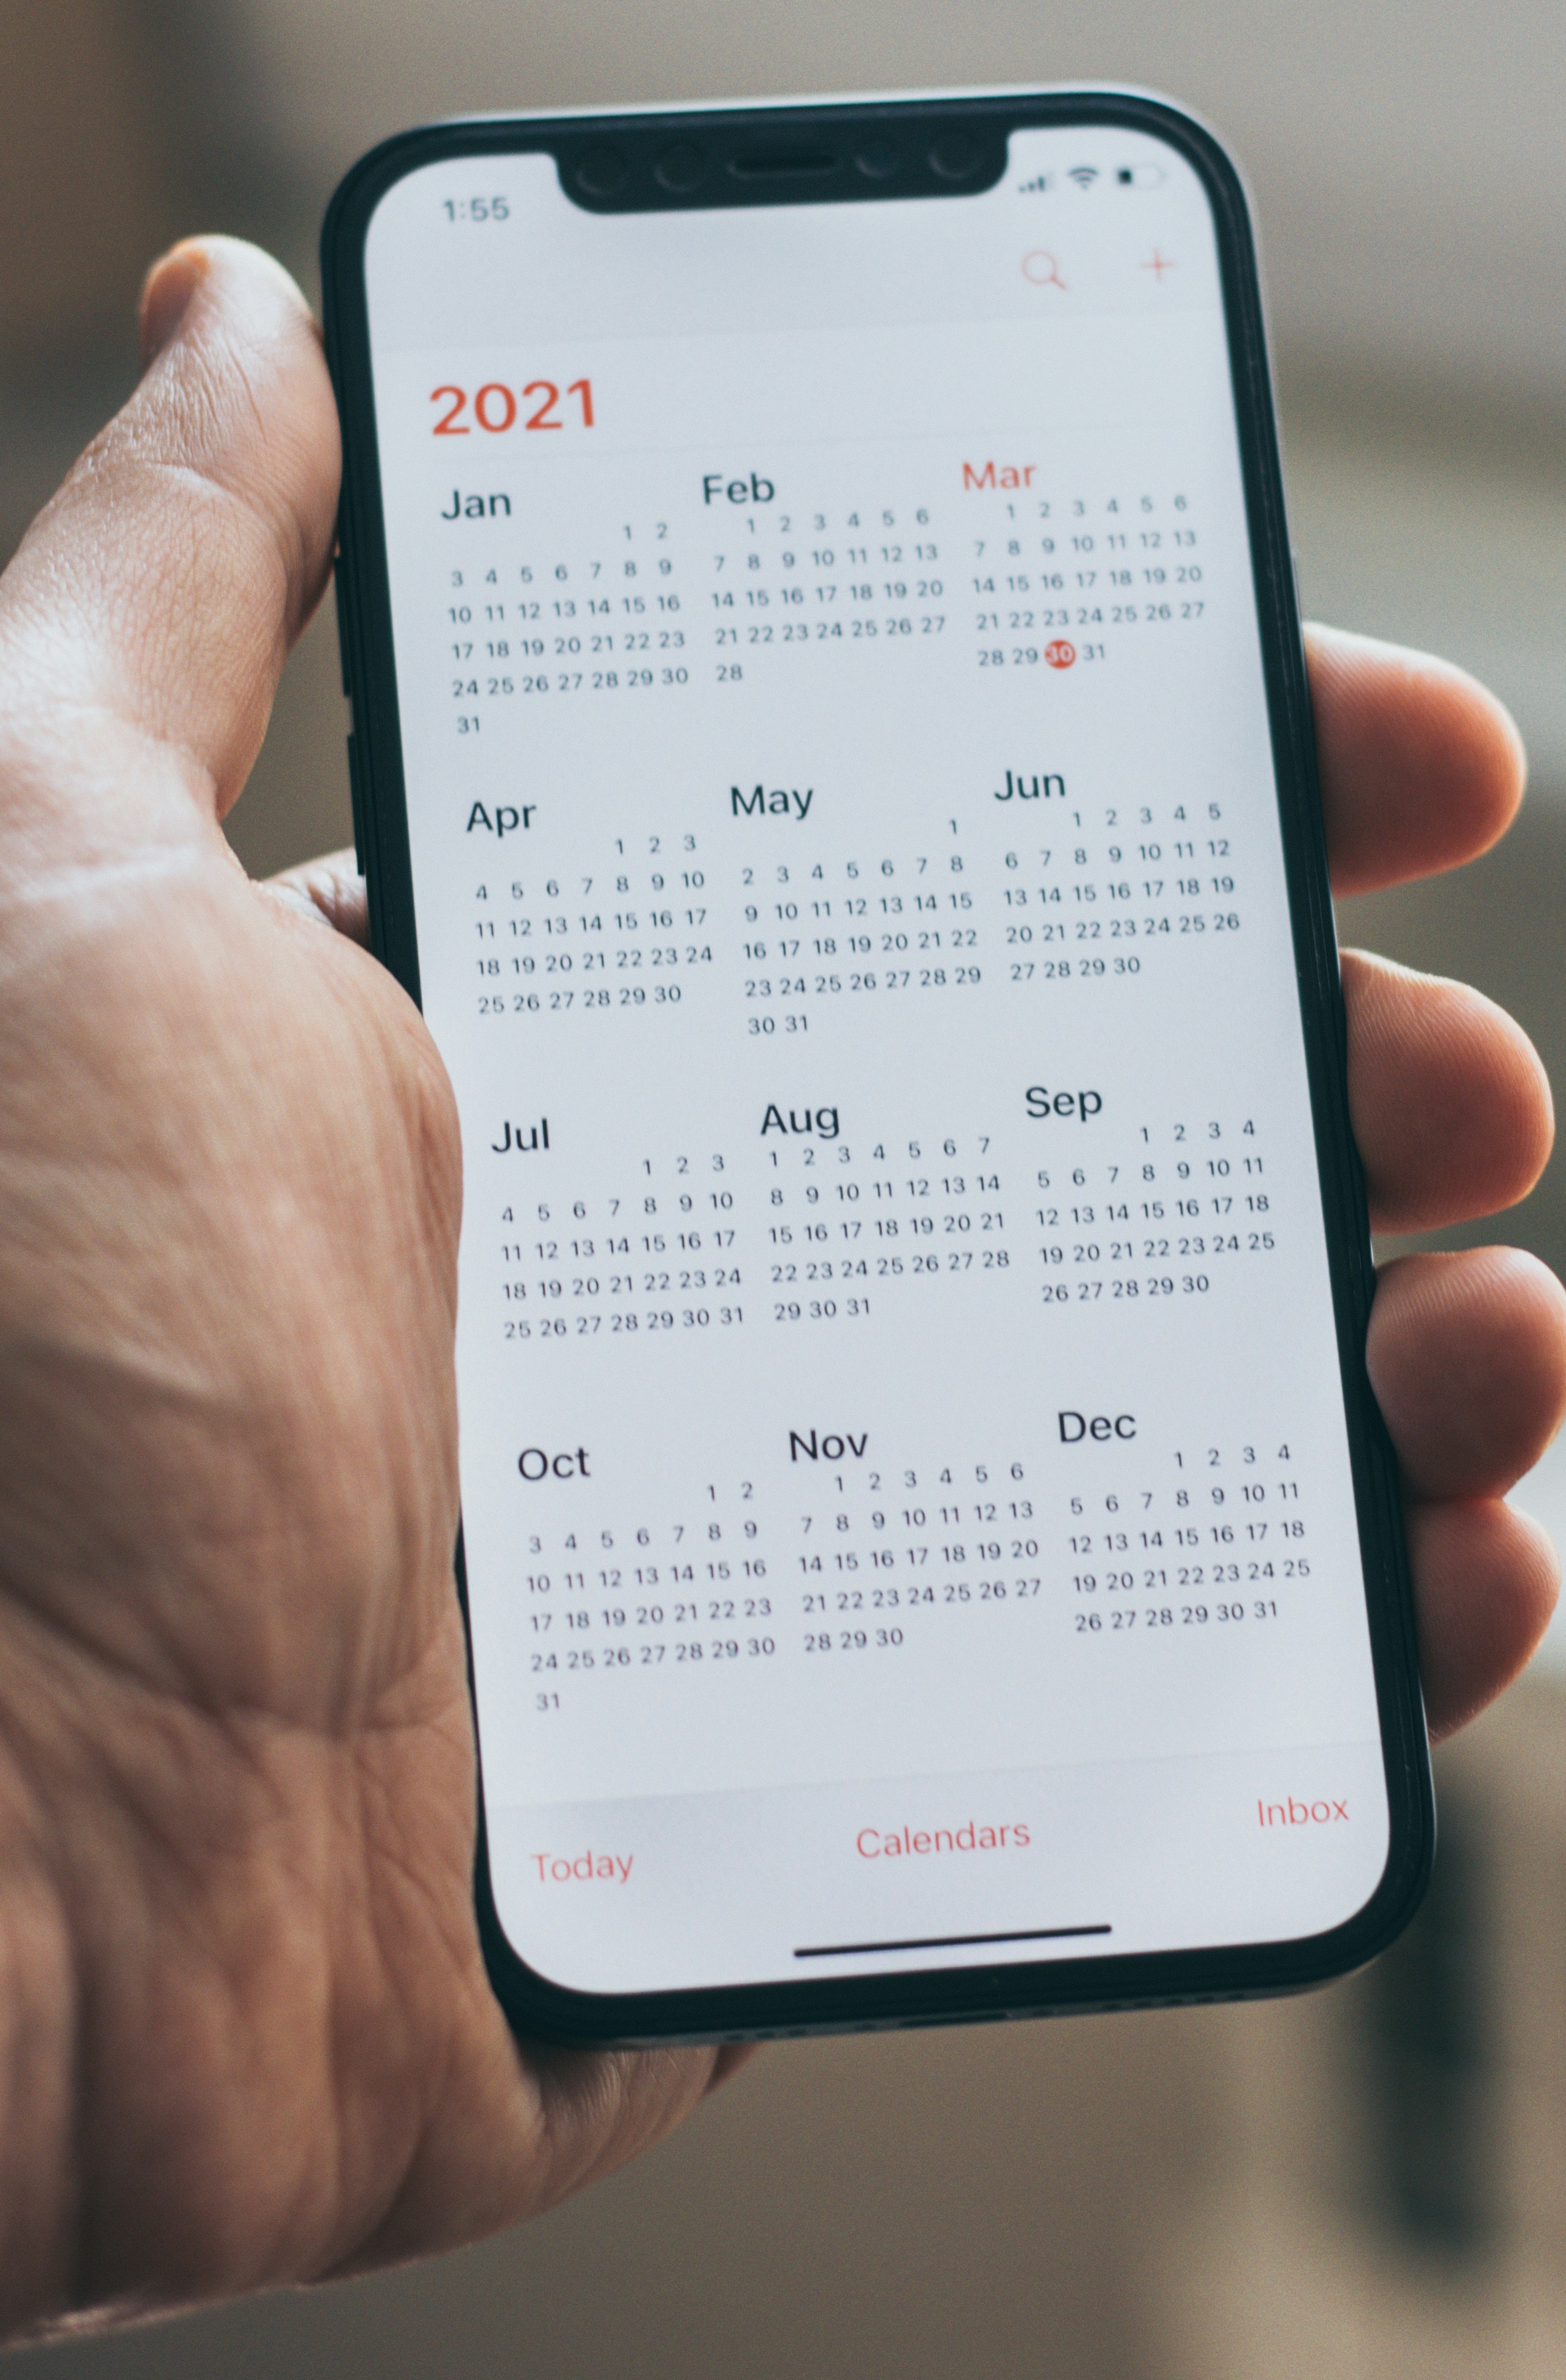 1:55
2021
Jan
1 2
3 4 5 6 7 8 9
10 11 12 13 14 15 16
17 18 19 20 21 22 23
24 25 26 27 28 29 30
31
Feb
1 2 3 4 5 6
7 8 9 10 11 12 13
14 15 16 17 18 19 20
21 22 23 24 25 26 27
28
Mar
1 2 3 4 5 6
7 8 9 10 11 12 13
14 15 16 17 18 19 20
21 22 23 24 25 26 27
28 29 30 31
Apr
1 2 3
4 5 6 7 8 9 10
11 12 13 14 15 16 17
18 19 20 21 22 23 24
25 26 27 28 29 30
May
1
2 3 4 5 6 7 8
9 10 11 12 13 14 15
16 17 18 19 20 21 22
23 24 25 26 27 28 29
30 31
Jun
1 2 3 4 5
6 7 8 9 10 11 12
13 14 15 16 17 18 19
20 21 22 23 24 25 26
27 28 29 30
Jul
1 2 3
4 5 6 7 8 9 10
11 12 13 14 15 16 17
18 19 20 21 22 23 24
25 26 27 28 29 30 31
Aug
1 2 3 4 5 6 7
8 9 10 11 12 13 14
15 16 17 18 19 20 21
22 23 24 25 26 27 28
29 30 31
Sep
1 2 3 4
5 6 7 8 9 10 11
12 13 14 15 16 17 18
19 20 21 22 23 24 25
26 27 28 29 30
Oct
1 2
3 4 5 6 7 8 9
10 11 12 13 14 15 16
17 18 19 20 21 22 23
24 25 26 27 28 29 30
31
Nov
1 2 3 4 5 6
7 8 9 10 11 12 13
14 15 16 17 18 19 20
21 22 23 24 25 26 27
28 29 30
Dec
1 2 3 4
5 6 7 8 9 10 11
12 13 14 15 16 17 18
19 20 21 22 23 24 25
26 27 28 29 30 31
Today Calendars Inbox